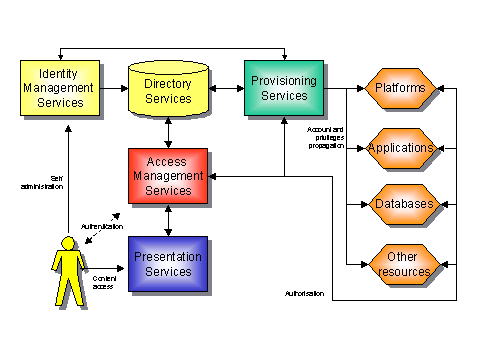 Identity
Management
Services
Directory
Services
Provisioning
Services
Platforms
Account and
privileges
propagation
Applications
Access
Management
Services
Self
administration
Databases
Authentication
Presentation
Services
Content
access
Other
resources
Authorisation